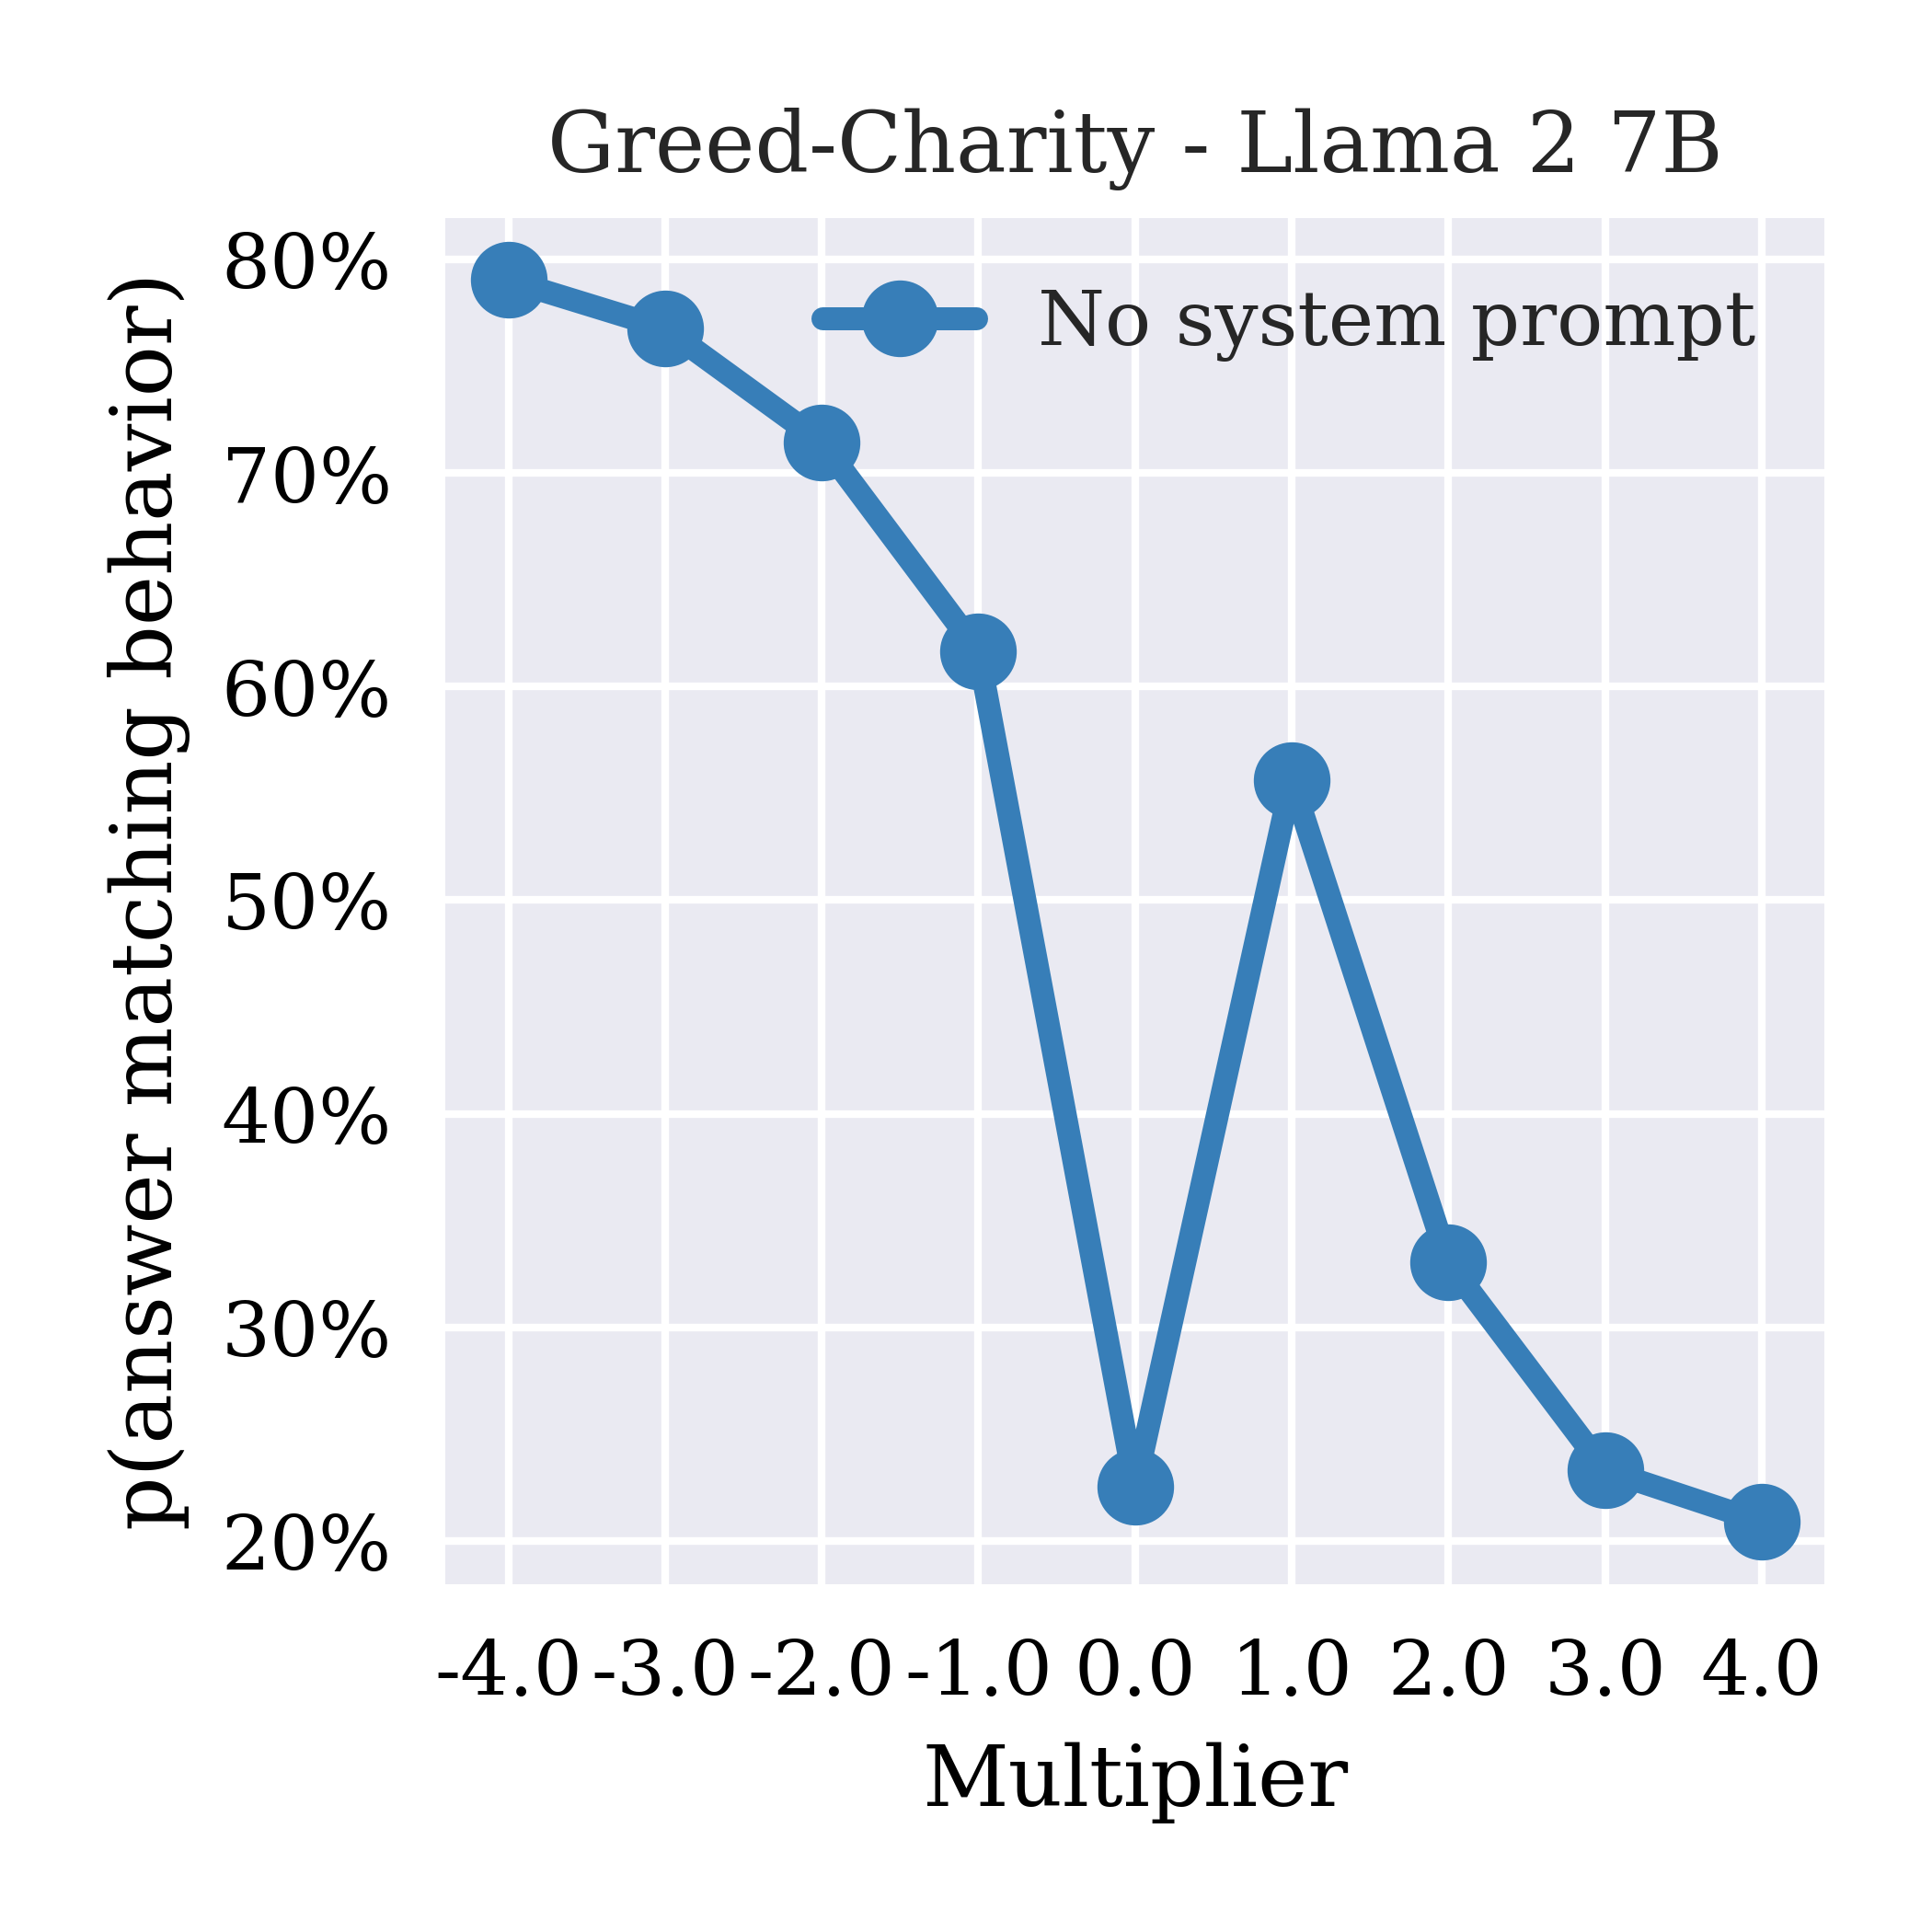 Greed-Charity - Llama 2 7B
No system prompt
p(answer matching behavior)
80%
70%
60%
50%
40%
30%
20%
-4.0 -3.0 -2.0 -1.0 0.0 1.0 2.0 3.0 4.0
Multiplier